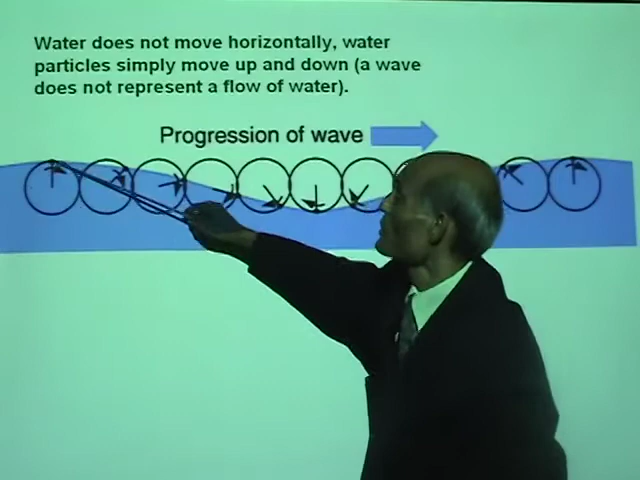 Water does not move horizontally, water
particles simply move up and down (a wave
does not represent a flow of water).
Progression of wave